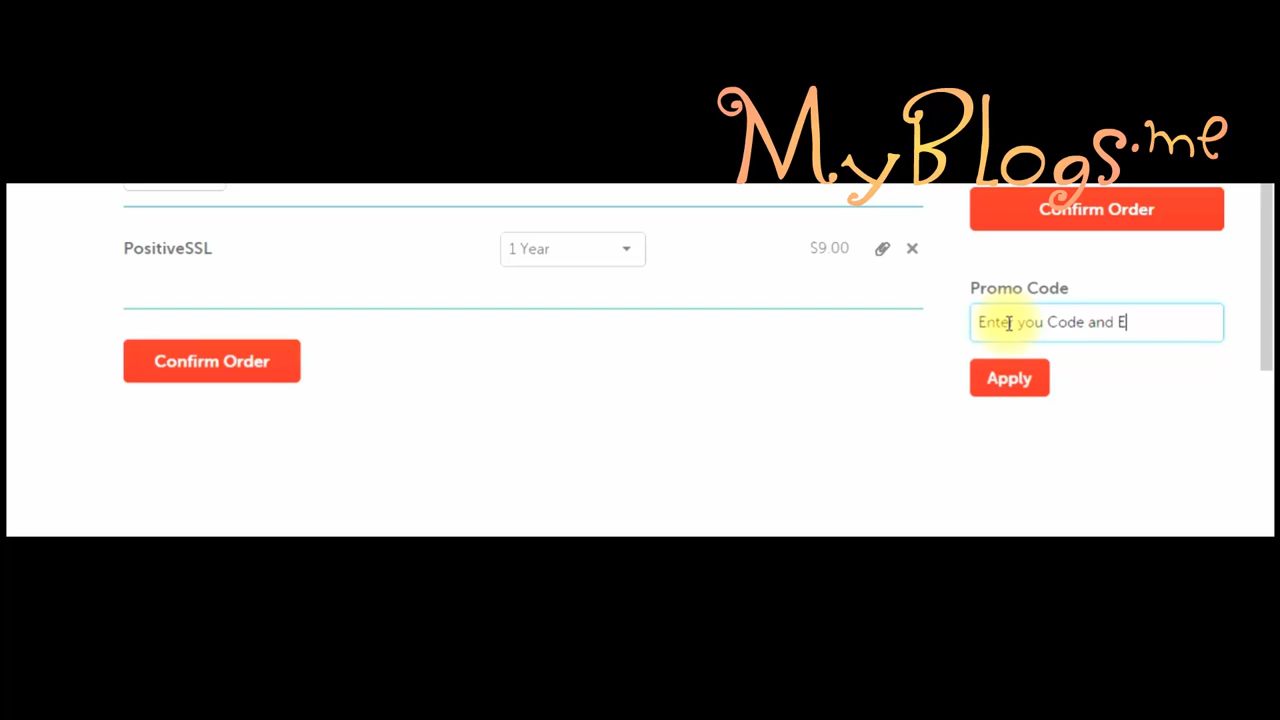 MyBlogs.me
Confirm Order
PositiveSSL
1 Year
$9.00
Promo Code
Enter you Code and E
Confirm Order
Apply